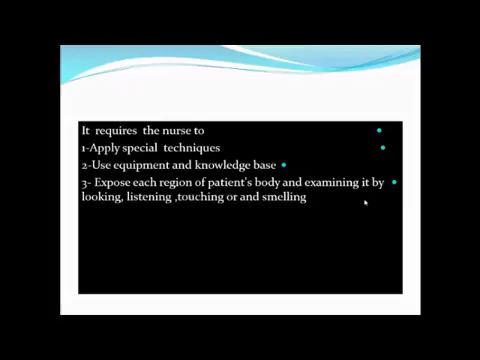 It requires the nurse to
1-Apply special techniques
2-Use equipment and knowledge base
3- Expose each region of patient's body and examining it by
looking, listening ,touching or and smelling